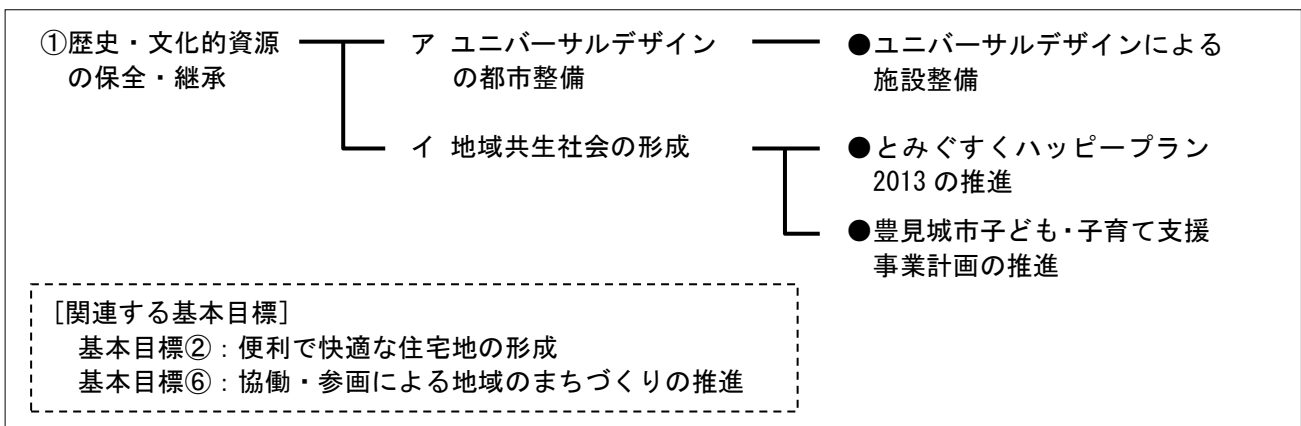 ①歴史・文化的資源
の保全・継承
ア ユニバーサルデザイン
の都市整備
●ユニバーサルデザインによる
施設整備
イ 地域共生社会の形成
●とみぐすくハッピープラン
2013 の推進
●豊見城市子ども・子育て支援
事業計画の推進
[関連する基本目標]
基本目標②:便利で快適な住宅地の形成
基本目標⑥:協働・参画による地域のまちづくりの推進